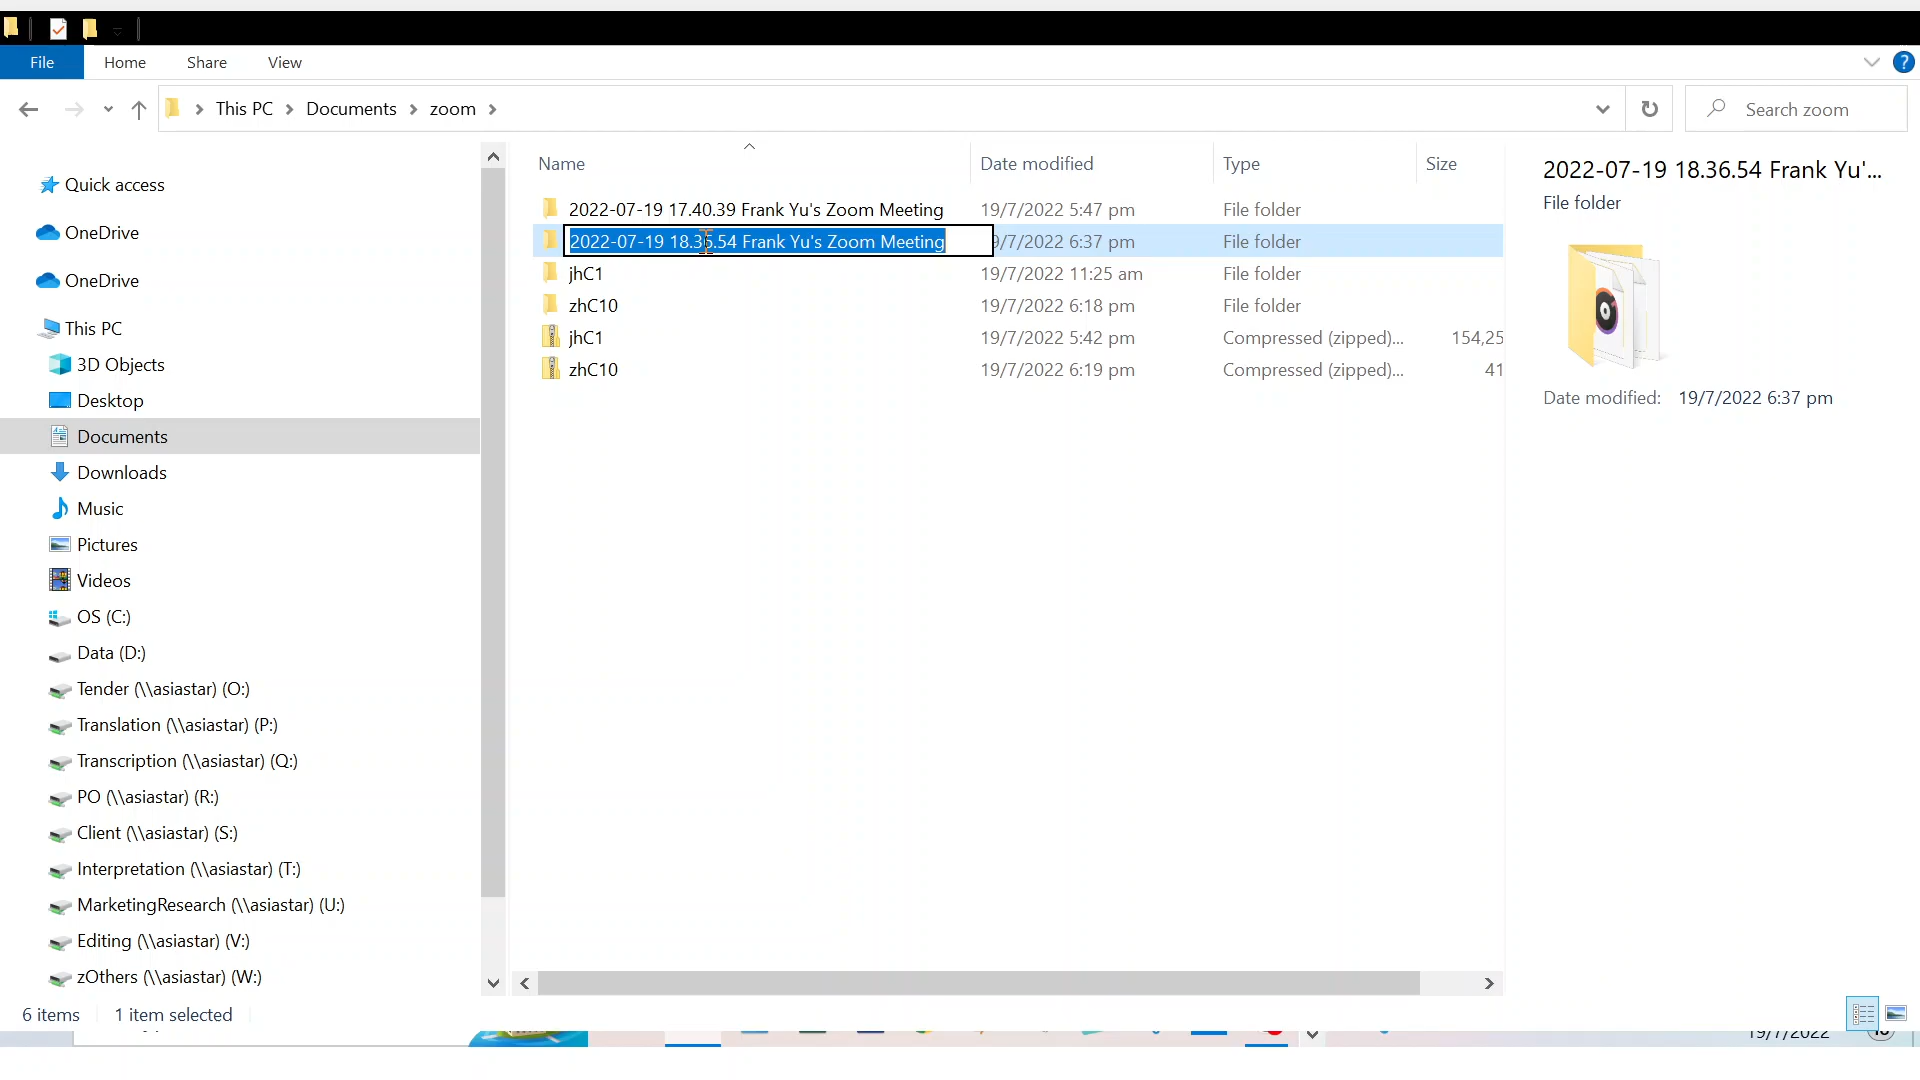 File Home Share View ?
This PC Documents zoom Search zoom
Quick access
OneDrive
OneDrive
This PC
3D Objects
Desktop
Documents
Downloads
Music
Pictures
Videos
OS (C:)
Data (D:)
Tender (\\asiastar) (O:)
Translation (\\asiastar) (P:)
Transcription (\\asiastar) (Q:)
PO (\\asiastar) (R:)
Client (\\asiastar) (S:)
Interpretation (\\asiastar) (T:)
MarketingResearch (\\asiastar) (U:)
Editing (\\asiastar) (V:)
zOthers (\\asiastar) (W:)
Name Date modified Type Size
2022-07-19 17.40.39 Frank Yu's Zoom Meeting 19/7/2022 5:47 pm File folder
2022-07-19 18.36.54 Frank Yu's Zoom Meeting 9/7/2022 6:37 pm File folder
jhC1 19/7/2022 11:25 am File folder
zhC10 19/7/2022 6:18 pm File folder
jhC1 19/7/2022 5:42 pm Compressed (zipped)... 154,25
zhC10 19/7/2022 6:19 pm Compressed (zipped)... 41
2022-07-19 18.36.54 Frank Yu'...
File folder
Date modified: 19/7/2022 6:37 pm
6 items 1 item selected
19/7/2022